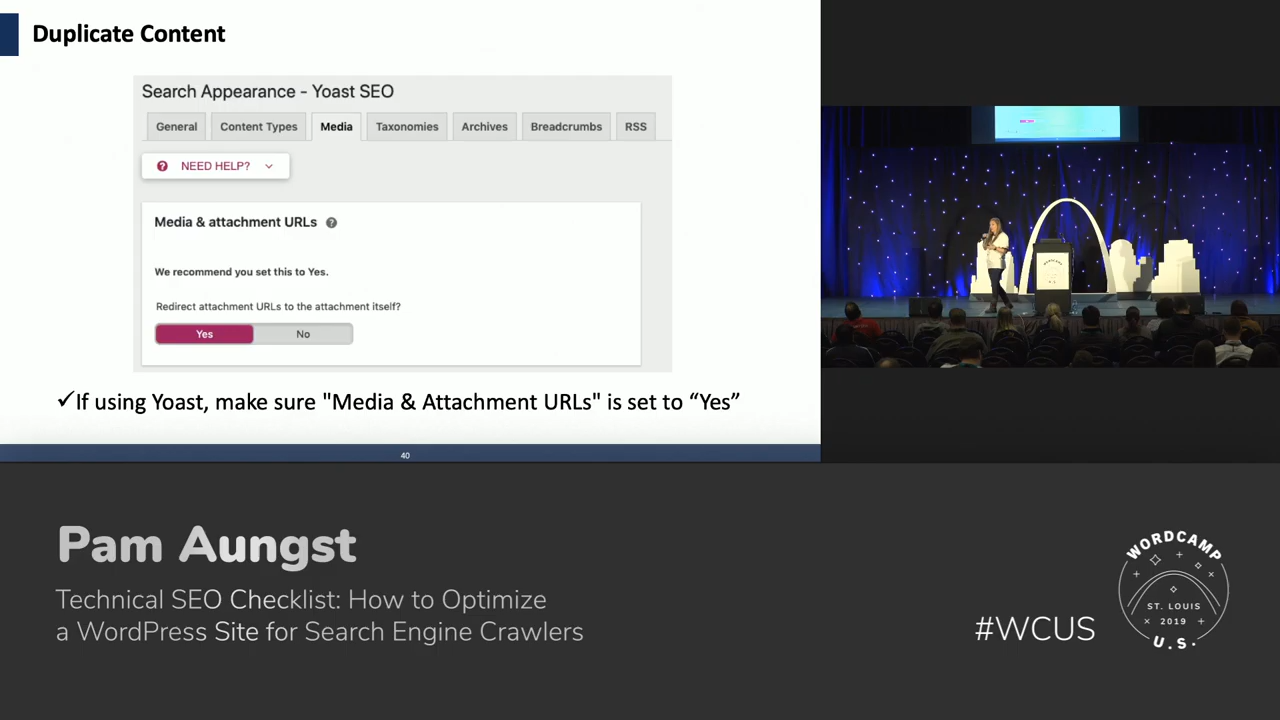 Duplicate Content
Search Appearance - Yoast SEO
General
Content Types
Media
Taxonomies
Archives
Breadcrumbs
RSS
NEED HELP?
Media & attachment URLs
We recommend you set this to Yes.
Redirect attachment URLs to the attachment itself?
Yes
No
✓If using Yoast, make sure "Media & Attachment URLs" is set to “Yes”
40
Pam Aungst
Technical SEO Checklist: How to Optimize
a WordPress Site for Search Engine Crawlers
#WCUS
WORDCAMP
ST. LOUIS
2019
U.S.